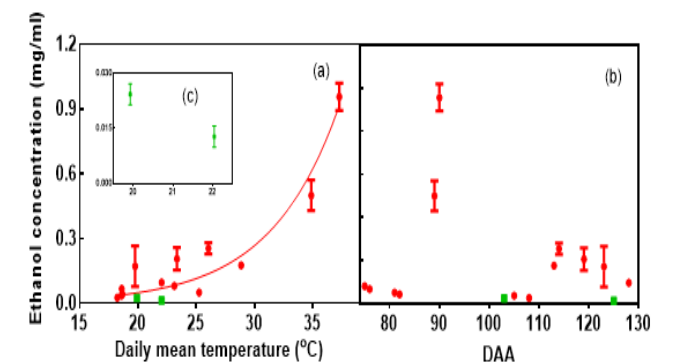 Ethanol concentration (mg/ml)
1.2
0.9
0.6
0.3
0.0
(a)
0.030
0.015
0.000
(c)
20 21 22
15 20 25 30 35
Daily mean temperature (°C)
(b)
80 90 100 110 120 130
DAA